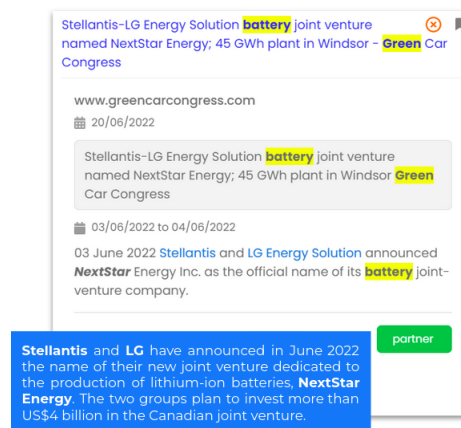 Stellantis-LG Energy Solution battery joint venture
named NextStar Energy; 45 GWh plant in Windsor - Green Car
Congress
www.greencarcongress.com
20/06/2022
Stellantis-LG Energy Solution battery joint venture
named NextStar Energy; 45 GWh plant in Windsor Green
Car Congress
03/06/2022 to 04/06/2022
03 June 2022 Stellantis and LG Energy Solution announced
NextStar Energy Inc. as the official name of its battery joint-
venture company.
partner
Stellantis and LG have announced in June 2022
the name of their new joint venture dedicated to
the production of lithium-ion batteries, NextStar
Energy. The two groups plan to invest more than
US$4 billion in the Canadian joint venture.